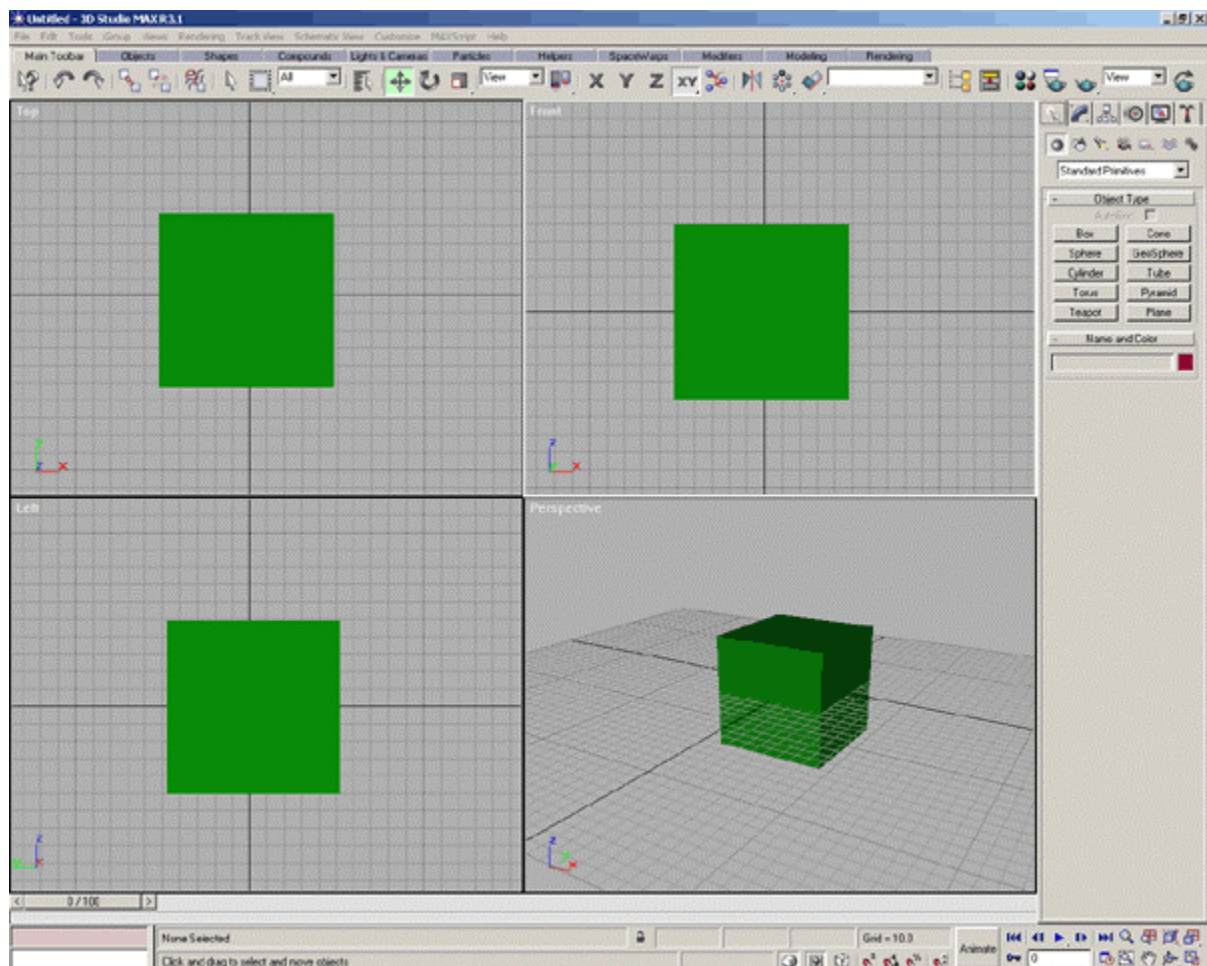 Untitled - 3D Studio MAX R3.1
File Edit Tools Group Views Rendering Track View Schematic View Customize MAXScript Help
Main Toolbar Objects Shapes Compounds Lights & Cameras Particles Helpers SpaceWarps Modifiers Modeling Rendering
All View X Y Z XY View
Top
Front
Standard Primitives
- Object Type
AutoGrid
Box Cone
Sphere GeoSphere
Cylinder Tube
Torus Pyramid
Teapot Plane
- Name and Color
y
z x
z
y x
Left
Perspective
z
y x
z
y
x
< 0 / 100 >
None Selected
Grid = 10.0
Animate
Click and drag to select and move objects
0